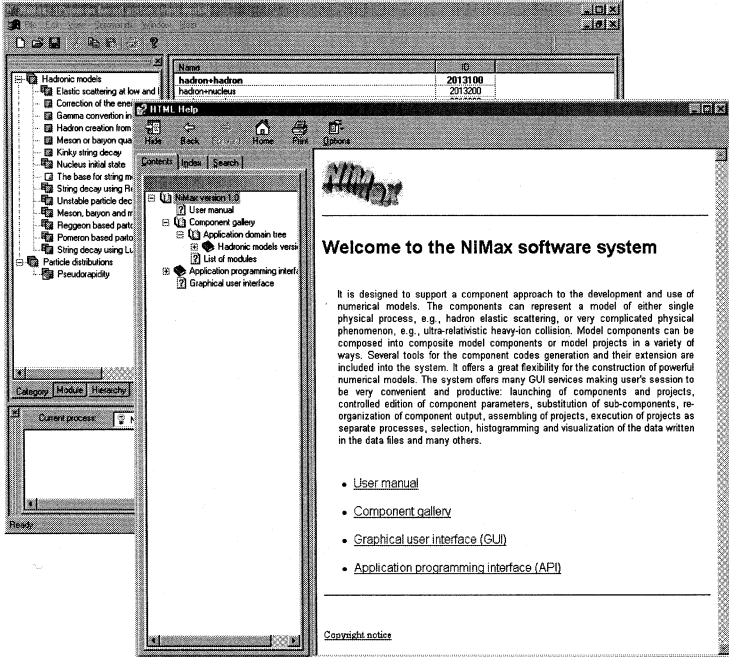 File Edit View Components Window Help
Name ID
hadron+hadron 2013100
hadron+nucleus 2013200
Hadronic models
Elastic scattering at low and
Correction of the ener
Gamma convertion in
Hadron creation from
Meson or baryon qua
Kinky string decay
Nucleus initial state
The base for string m
String decay using Re
Unstable particle dec
Meson, baryon and m
Reggeon based parto
Pomeron based parto
String decay using Lu
Particle distributions
Pseudorapidity
Category Module Hierarchy
Current process:
Ready
HTML Help
Hide Back Home Print Options
Contents Index Search
NiMax version 1.0
User manual
Component gallery
Application domain tree
Hadronic models versi
List of modules
Application programming interfa
Graphical user interface
NiMax
Welcome to the NiMax software system
It is designed to support a component approach to the development and use of
numerical models. The components can represent a model of either single
physical process, e.g., hadron elastic scattering, or very complicated physical
phenomenon, e.g., ultra-relativistic heavy-ion collision. Model components can be
composed into composite model components or model projects in a variety of
ways. Several tools for the component codes generation and their extension are
included into the system. It offers a great flexibility for the construction of powerful
numerical models. The system offers many GUI services making user's session to
be very convenient and productive: launching of components and projects,
controlled edition of component parameters, substitution of sub-components, re-
organization of component output, assembling of projects, execution of projects as
separate processes, selection, histogramming and visualization of the data written
in the data files and many others.
• User manual
• Component gallery
• Graphical user interface (GUI)
• Application programming interface (API)
Copyright notice